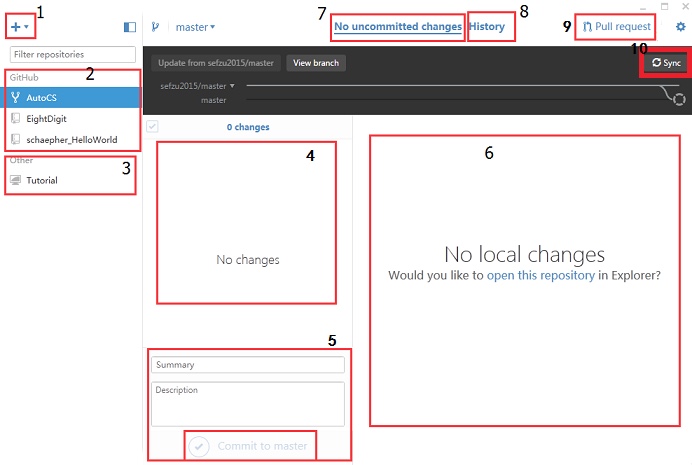 1
7
No uncommitted changes
History
8
9
Pull request
master
10
Filter repositories
Update from sefzu2015/master
View branch
Sync
GitHub
2
sefzu2015/master
master
AutoCS
EightDigit
schaepher_HelloWorld
0 changes
Other
3
Tutorial
4
No changes
6
No local changes
Would you like to open this repository in Explorer?
5
Summary
Description
Commit to master